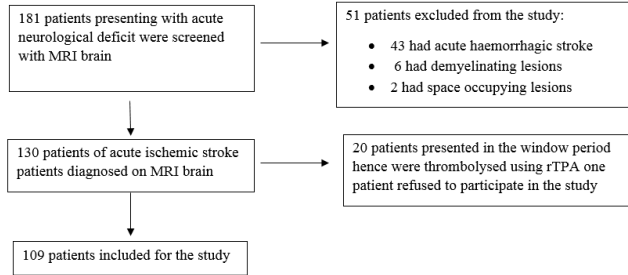 181 patients presenting with acute
neurological deficit were screened
with MRI brain
51 patients excluded from the study:
• 43 had acute haemorrhagic stroke
• 6 had demyelinating lesions
• 2 had space occupying lesions
130 patients of acute ischemic stroke
patients diagnosed on MRI brain
20 patients presented in the window period
hence were thrombolysed using rTPA one
patient refused to participate in the study
109 patients included for the study